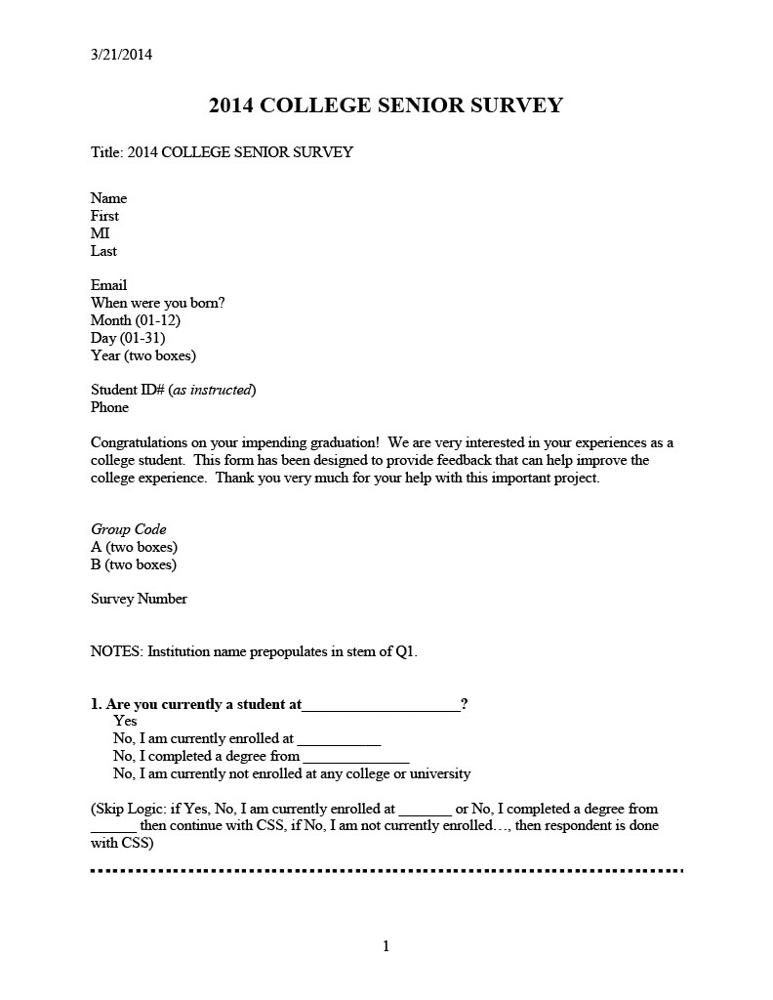 3/21/2014
2014 COLLEGE SENIOR SURVEY
Title: 2014 COLLEGE SENIOR SURVEY
Name
First
MI
Last
Email
When were you born?
Month (01-12)
Day (01-31)
Year (two boxes)
Student ID# (as instructed)
Phone
Congratulations on your impending graduation!  We are very interested in your experiences as a
college student.  This form has been designed to provide feedback that can help improve the
college experience.  Thank you very much for your help with this important project.
Group Code
A (two boxes)
B (two boxes)
Survey Number
NOTES: Institution name prepopulates in stem of Q1.
1. Are you currently a student at_____________________?
Yes
No, I am currently enrolled at ___________
No, I completed a degree from ______________
No, I am currently not enrolled at any college or university
(Skip Logic: if Yes, No, I am currently enrolled at _______ or No, I completed a degree from
______ then continue with CSS, if No, I am not currently enrolled…, then respondent is done
with CSS)
1